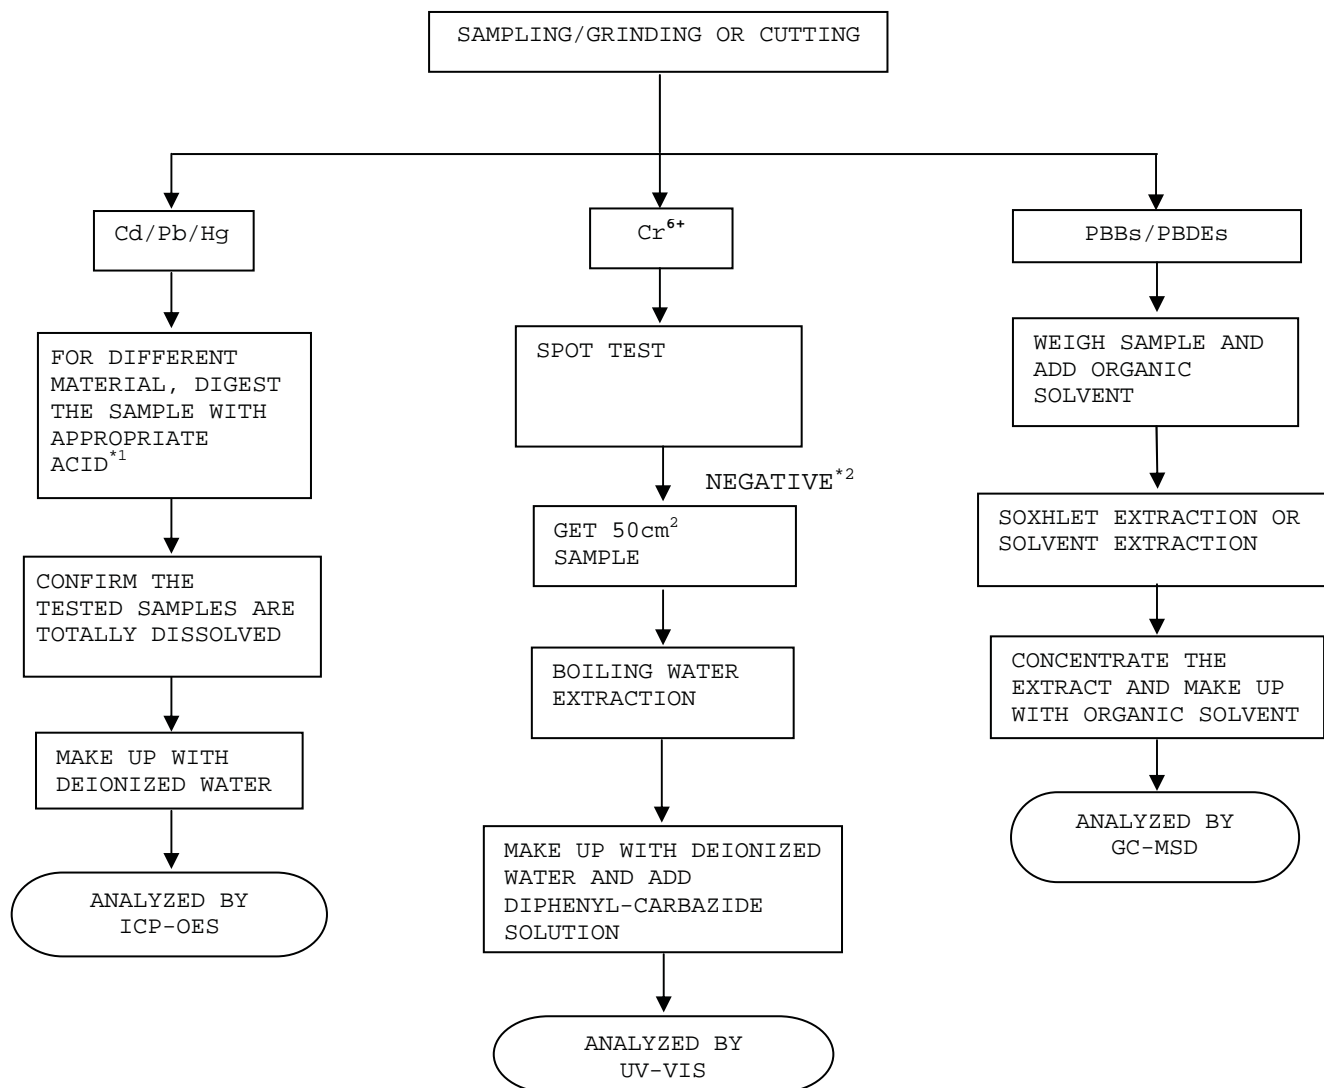 SAMPLING/GRINDING OR CUTTING
Cd/Pb/Hg
FOR DIFFERENT
MATERIAL, DIGEST
THE SAMPLE WITH
APPROPRIATE
ACID*1
CONFIRM THE
TESTED SAMPLES ARE
TOTALLY DISSOLVED
MAKE UP WITH
DEIONIZED WATER
ANALYZED BY
ICP-OES
Cr6+
SPOT TEST
NEGATIVE*2
GET 50cm2
SAMPLE
BOILING WATER
EXTRACTION
MAKE UP WITH DEIONIZED
WATER AND ADD
DIPHENYL-CARBAZIDE
SOLUTION
ANALYZED BY
UV-VIS
PBBs/PBDEs
WEIGH SAMPLE AND
ADD ORGANIC
SOLVENT
SOXHLET EXTRACTION OR
SOLVENT EXTRACTION
CONCENTRATE THE
EXTRACT AND MAKE UP
WITH ORGANIC SOLVENT
ANALYZED BY
GC-MSD